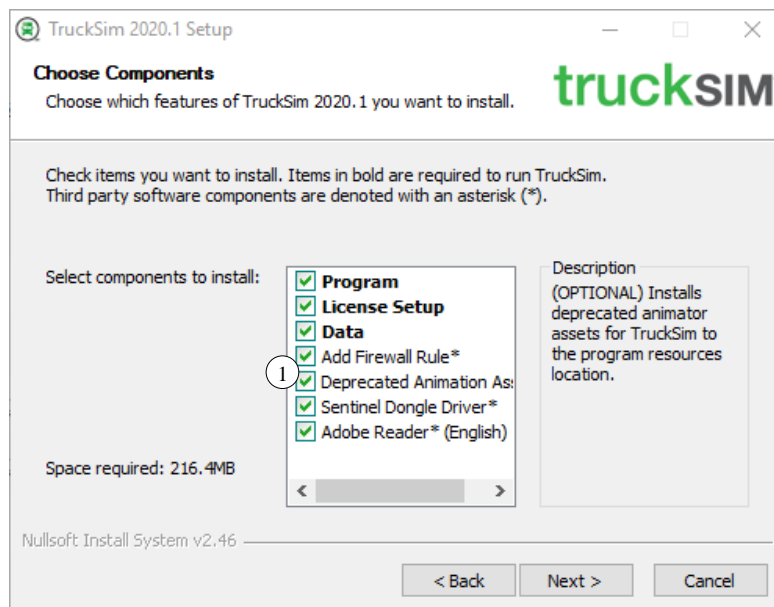 TruckSim 2020.1 Setup
Choose Components
Choose which features of TruckSim 2020.1 you want to install.
truckSIM
Check items you want to install. Items in bold are required to run TruckSim.
Third party software components are denoted with an asterisk (*).
Select components to install:
Program
License Setup
Data
Add Firewall Rule*
1
Deprecated Animation Ass
Sentinel Dongle Driver*
Adobe Reader* (English)
Description
(OPTIONAL) Installs
deprecated animator
assets for TruckSim to
the program resources
location.
Space required: 216.4MB
Nullsoft Install System v2.46
< Back
Next >
Cancel